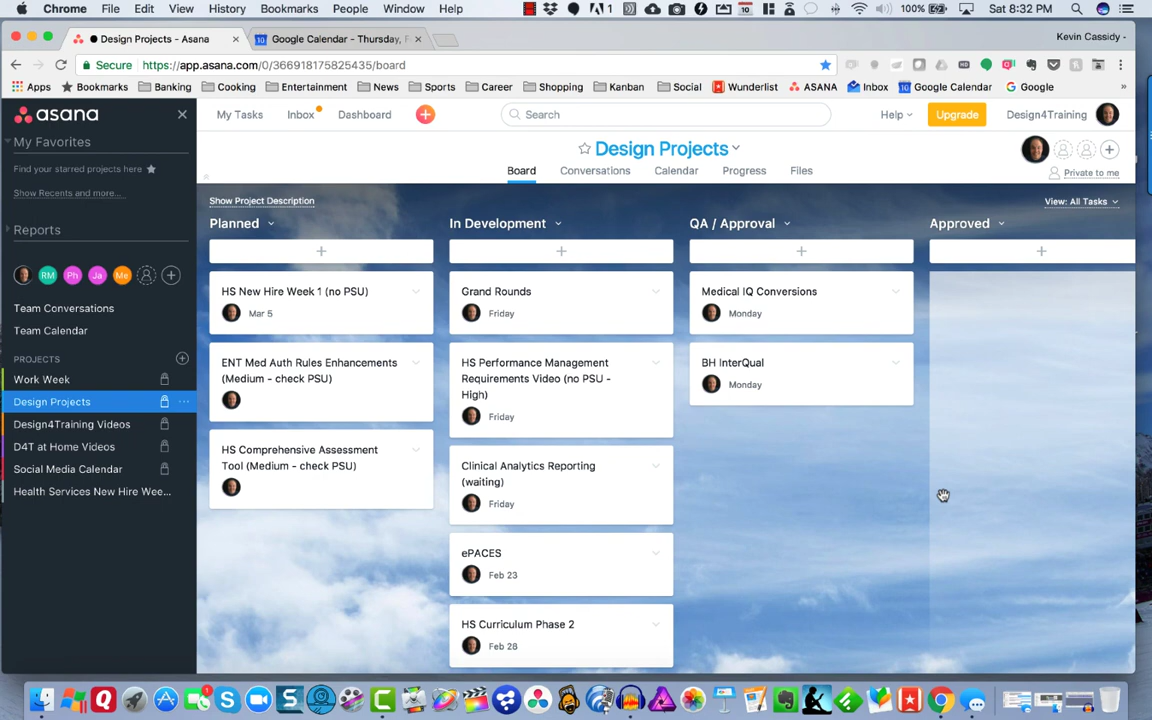 Chrome File Edit View History Bookmarks People Window Help 1 10 100% Sat 8:32 PM
Design Projects - Asana Google Calendar - Thursday, F Kevin Cassidy -
Secure https://app.asana.com/0/366918175825435/board
Apps Bookmarks Banking Cooking Entertainment News Sports Career Shopping Kanban Social Wunderlist ASANA Inbox Google Calendar Google »
asana
My Tasks Inbox Dashboard Search Help Upgrade Design4Training
My Favorites
Find your starred projects here
Show Recents and more...
Reports
RM Ph Ja Me
Team Conversations
Team Calendar
PROJECTS
Work Week
Design Projects
Design4Training Videos
D4T at Home Videos
Social Media Calendar
Health Services New Hire Wee...
Design Projects
Board Conversations Calendar Progress Files
Private to me
Show Project Description
View: All Tasks
Planned
HS New Hire Week 1 (no PSU)
Mar 5
ENT Med Auth Rules Enhancements
(Medium - check PSU)
HS Comprehensive Assessment
Tool (Medium - check PSU)
In Development
Grand Rounds
Friday
HS Performance Management
Requirements Video (no PSU -
High)
Friday
Clinical Analytics Reporting
(waiting)
Friday
ePACES
Feb 23
HS Curriculum Phase 2
Feb 28
QA / Approval
Medical IQ Conversions
Monday
BH InterQual
Monday
Approved